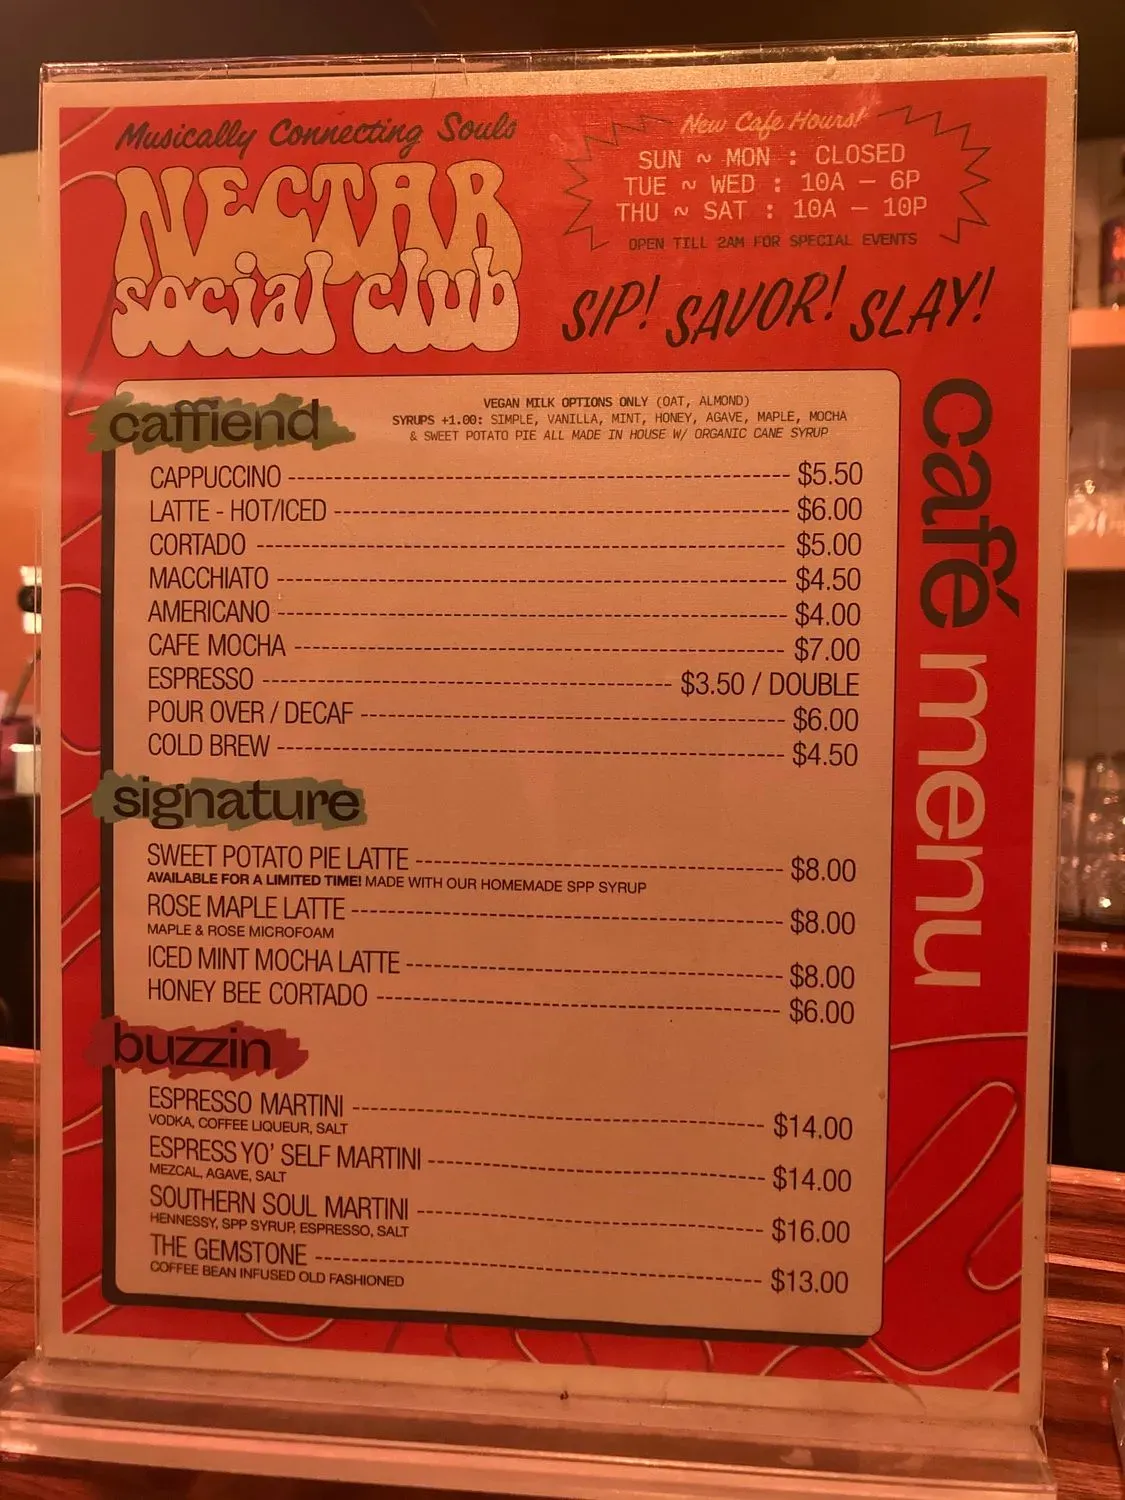 Musically Connecting Souls
NECTAR
social club
New Cafe Hours!
SUN ~ MON : CLOSED
TUE ~ WED : 10A — 6P
THU ~ SAT : 10A — 10P
OPEN TILL 2AM FOR SPECIAL EVENTS
SIP! SAVOR! SLAY!
café menu
caffiend
VEGAN MILK OPTIONS ONLY (OAT, ALMOND)
SYRUPS +1.00: SIMPLE, VANILLA, MINT, HONEY, AGAVE, MAPLE, MOCHA
& SWEET POTATO PIE ALL MADE IN HOUSE W/ ORGANIC CANE SYRUP
CAPPUCCINO $5.50
LATTE - HOT/ICED $6.00
CORTADO $5.00
MACCHIATO $4.50
AMERICANO $4.00
CAFE MOCHA $7.00
ESPRESSO $3.50 / DOUBLE
POUR OVER / DECAF $6.00
COLD BREW $4.50
signature
SWEET POTATO PIE LATTE $8.00
AVAILABLE FOR A LIMITED TIME! MADE WITH OUR HOMEMADE SPP SYRUP
ROSE MAPLE LATTE $8.00
MAPLE & ROSE MICROFOAM
ICED MINT MOCHA LATTE $8.00
HONEY BEE CORTADO $6.00
buzzin
ESPRESSO MARTINI $14.00
VODKA, COFFEE LIQUEUR, SALT
ESPRESS YO' SELF MARTINI $14.00
MEZCAL, AGAVE, SALT
SOUTHERN SOUL MARTINI $16.00
HENNESSY, SPP SYRUP, ESPRESSO, SALT
THE GEMSTONE $13.00
COFFEE BEAN INFUSED OLD FASHIONED